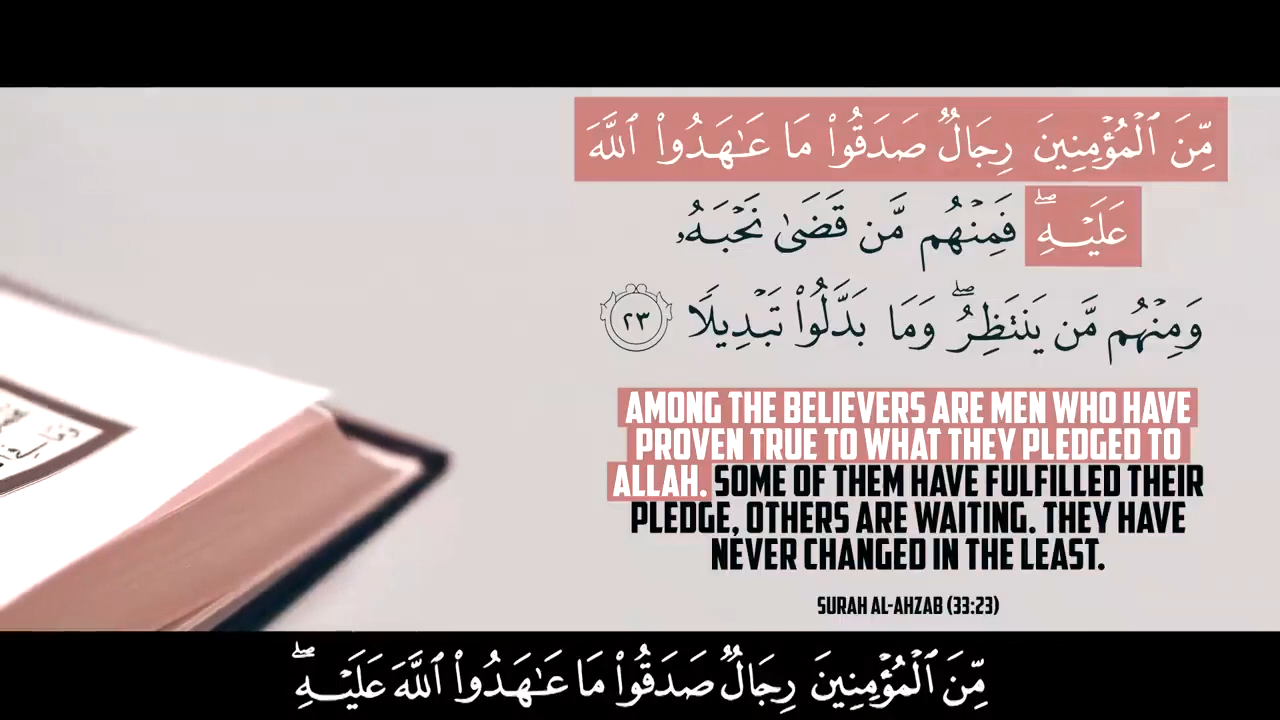 مِّنَ ٱلْمُؤْمِنِينَ رِجَالٌ صَدَقُوا۟ مَا عَـٰهَدُوا۟ ٱللَّهَ
عَلَيْهِ ۖ فَمِنْهُم مَّن قَضَىٰ نَحْبَهُۥ
وَمِنْهُم مَّن يَنتَظِرُ ۖ وَمَا بَدَّلُوا۟ تَبْدِيلًا ٢٣
AMONG THE BELIEVERS ARE MEN WHO HAVE
PROVEN TRUE TO WHAT THEY PLEDGED TO
ALLAH. SOME OF THEM HAVE FULFILLED THEIR
PLEDGE, OTHERS ARE WAITING. THEY HAVE
NEVER CHANGED IN THE LEAST.
SURAH AL-AHZAB (33:23)
مِّنَ ٱلْمُؤْمِنِينَ رِجَالٌ صَدَقُوا۟ مَا عَـٰهَدُوا۟ ٱللَّهَ عَلَيْهِ ۖ